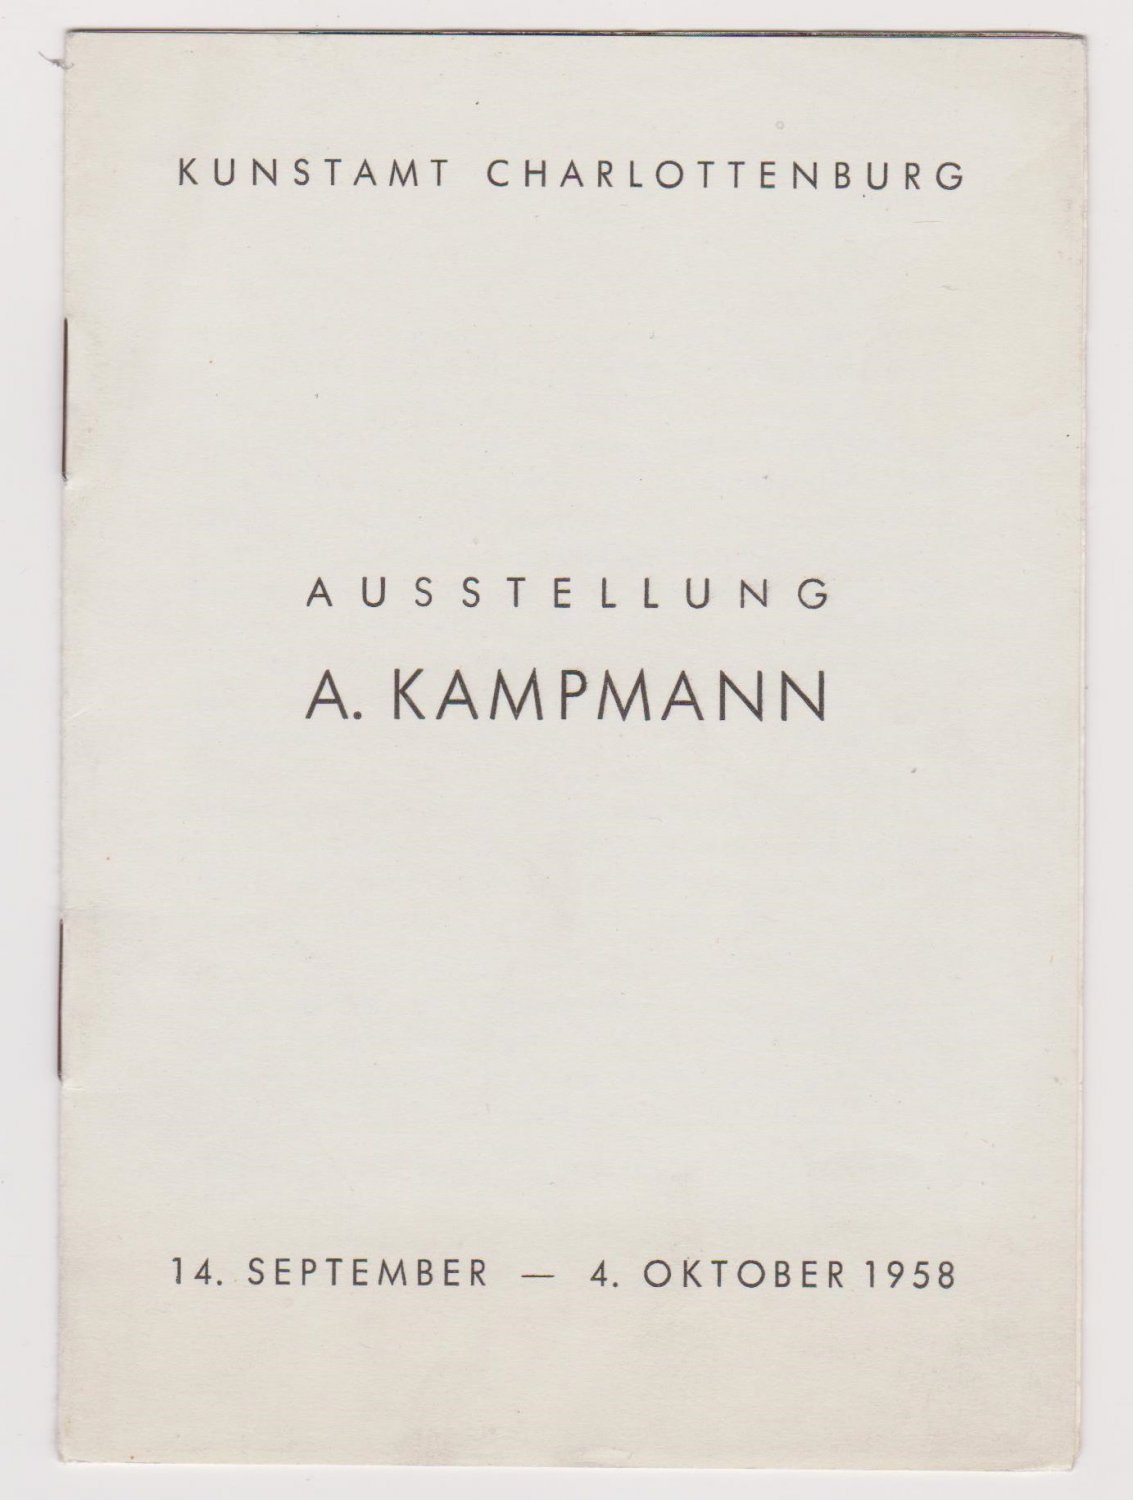 KUNSTAMT CHARLOTTENBURG
AUSSTELLUNG
A. KAMPMANN
14. SEPTEMBER — 4. OKTOBER 1958